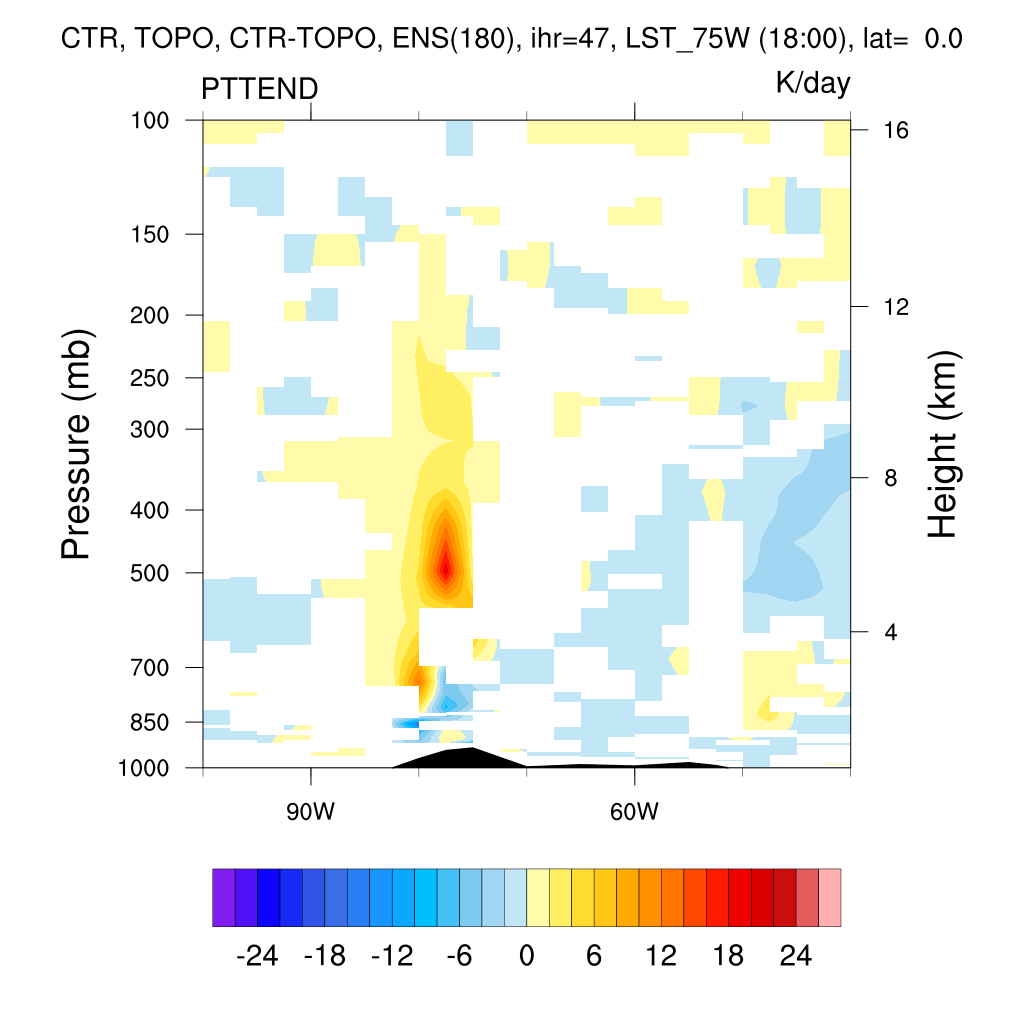 CTR, TOPO, CTR-TOPO, ENS(180), ihr=47, LST_75W (18:00), lat= 0.0
PTTEND K/day
100
150
200
250
300
400
500
700
850
1000
Pressure (mb)
16
12
8
4
Height (km)
90W 60W
-24 -18 -12 -6 0 6 12 18 24